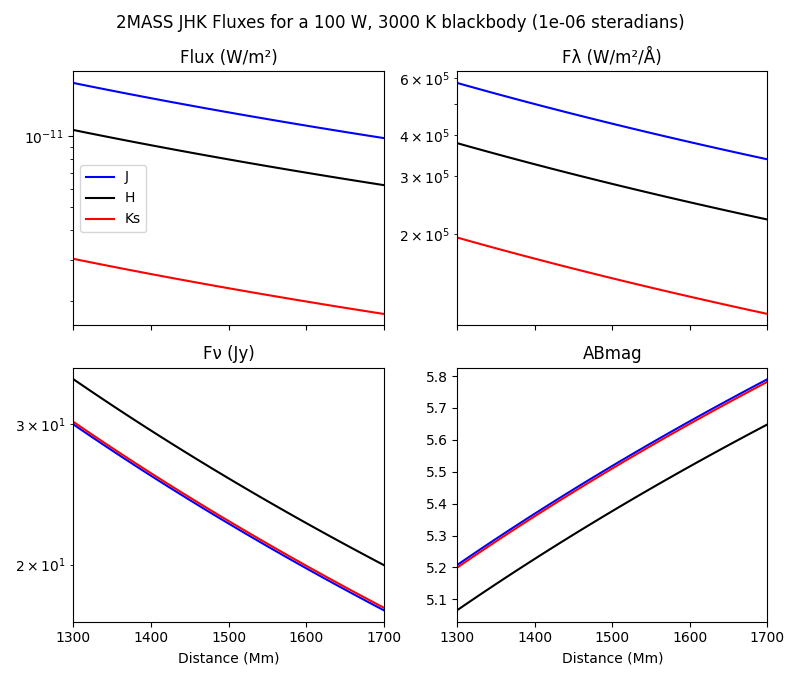 2MASS JHK Fluxes for a 100 W, 3000 K blackbody (1e-06 steradians)
Flux (W/m²)
Fλ (W/m²/Å)
10⁻¹¹
J
H
Ks
6 × 10⁵
4 × 10⁵
3 × 10⁵
2 × 10⁵
Fν (Jy)
ABmag
3 × 10¹
2 × 10¹
5.8
5.7
5.6
5.5
5.4
5.3
5.2
5.1
1300 1400 1500 1600 1700
1300 1400 1500 1600 1700
Distance (Mm)
Distance (Mm)